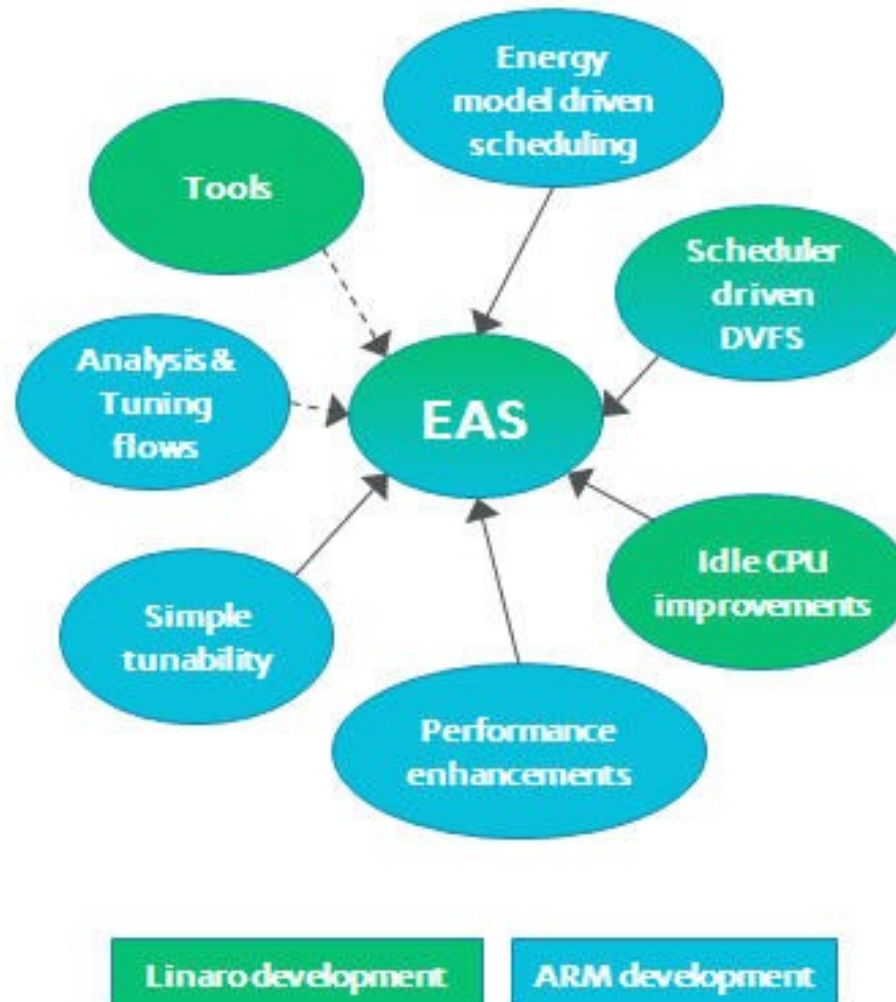 Energy
model driven
scheduling
Tools
Scheduler
driven
DVFS
Analysis &
Tuning
flows
EAS
Idle CPU
improvements
Simple
tunability
Performance
enhancements
Linaro development
ARM development